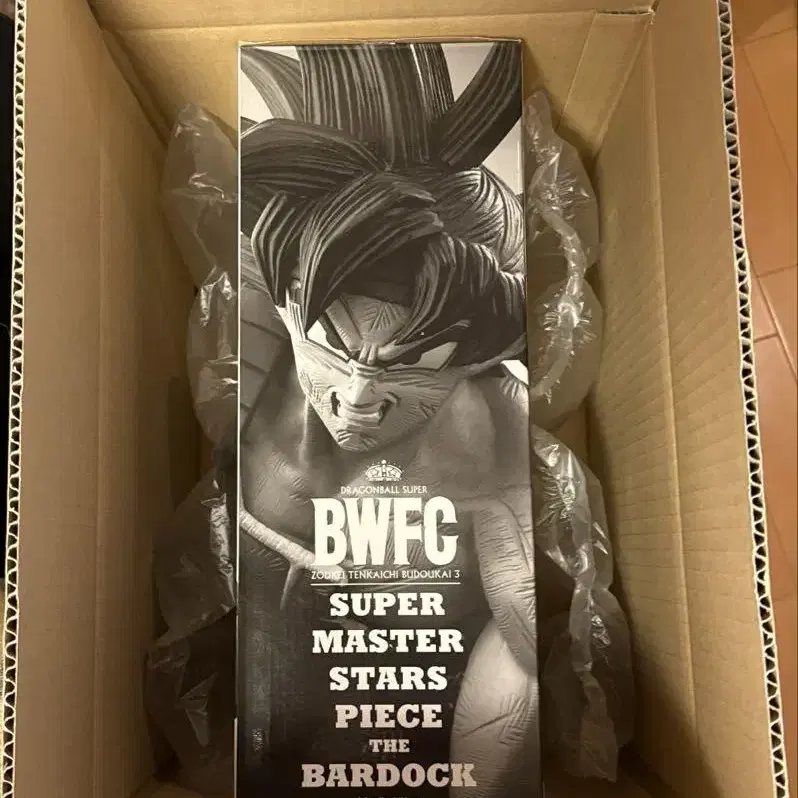 DRAGONBALL SUPER
BWFC
ZOUKEI TENKAICHI BUDOUKAI 3
SUPER
MASTER
STARS
PIECE
THE
BARDOCK